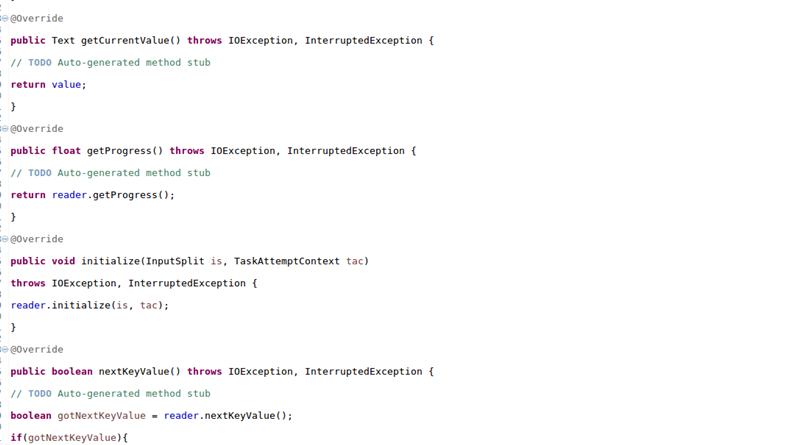 @Override
public Text getCurrentValue() throws IOException, InterruptedException {
// TODO Auto-generated method stub
return value;
}
@Override
public float getProgress() throws IOException, InterruptedException {
// TODO Auto-generated method stub
return reader.getProgress();
}
@Override
public void initialize(InputSplit is, TaskAttemptContext tac)
throws IOException, InterruptedException {
reader.initialize(is, tac);
}
@Override
public boolean nextKeyValue() throws IOException, InterruptedException {
// TODO Auto-generated method stub
boolean gotNextKeyValue = reader.nextKeyValue();
if(gotNextKeyValue){